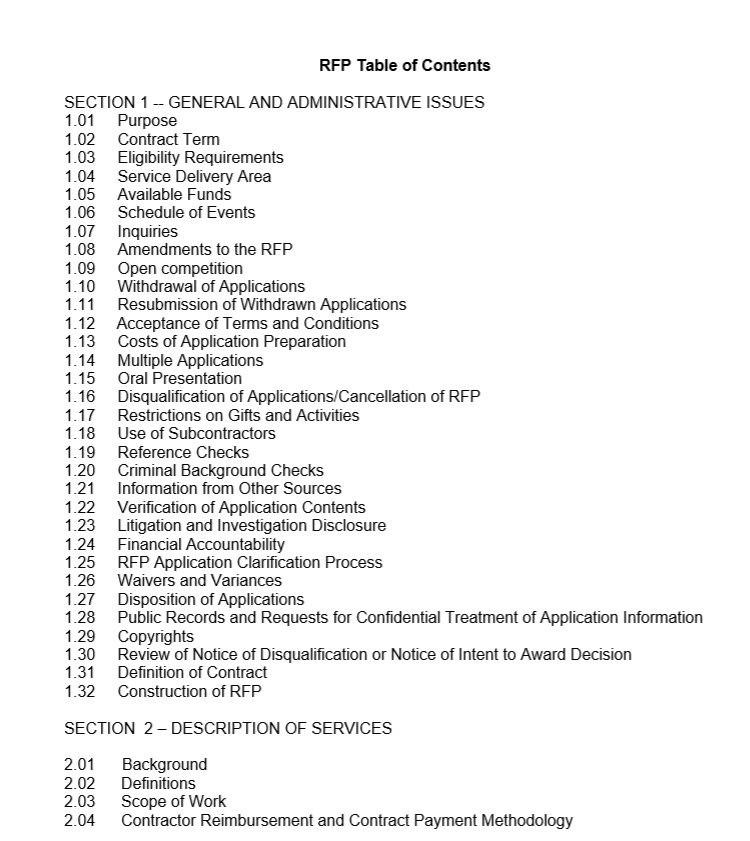 RFP Table of Contents
SECTION 1 -- GENERAL AND ADMINISTRATIVE ISSUES
1.01 Purpose
1.02 Contract Term
1.03 Eligibility Requirements
1.04 Service Delivery Area
1.05 Available Funds
1.06 Schedule of Events
1.07 Inquiries
1.08 Amendments to the RFP
1.09 Open competition
1.10 Withdrawal of Applications
1.11 Resubmission of Withdrawn Applications
1.12 Acceptance of Terms and Conditions
1.13 Costs of Application Preparation
1.14 Multiple Applications
1.15 Oral Presentation
1.16 Disqualification of Applications/Cancellation of RFP
1.17 Restrictions on Gifts and Activities
1.18 Use of Subcontractors
1.19 Reference Checks
1.20 Criminal Background Checks
1.21 Information from Other Sources
1.22 Verification of Application Contents
1.23 Litigation and Investigation Disclosure
1.24 Financial Accountability
1.25 RFP Application Clarification Process
1.26 Waivers and Variances
1.27 Disposition of Applications
1.28 Public Records and Requests for Confidential Treatment of Application Information
1.29 Copyrights
1.30 Review of Notice of Disqualification or Notice of Intent to Award Decision
1.31 Definition of Contract
1.32 Construction of RFP
SECTION 2 – DESCRIPTION OF SERVICES
2.01 Background
2.02 Definitions
2.03 Scope of Work
2.04 Contractor Reimbursement and Contract Payment Methodology